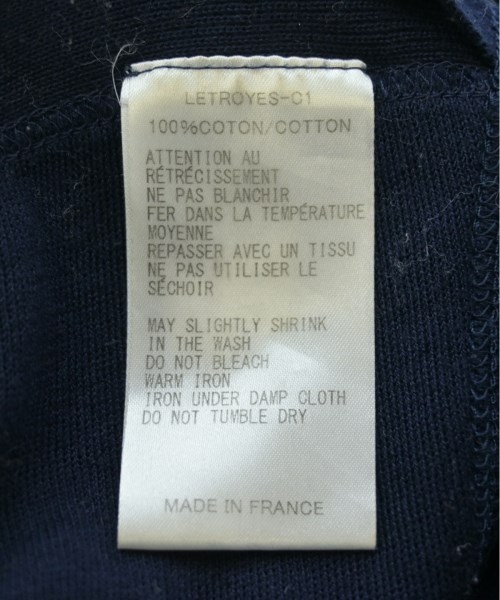 LETROYES-C1
100%COTON/COTTON
ATTENTION AU
RÉTRÉCISSEMENT
NE PAS BLANCHIR
FER DANS LA TEMPÉRATURE
MOYENNE
REPASSER AVEC UN TISSU
NE PAS UTILISER LE
SÉCHOIR
MAY SLIGHTLY SHRINK
IN THE WASH
DO NOT BLEACH
WARM IRON
IRON UNDER DAMP CLOTH
DO NOT TUMBLE DRY
MADE IN FRANCE